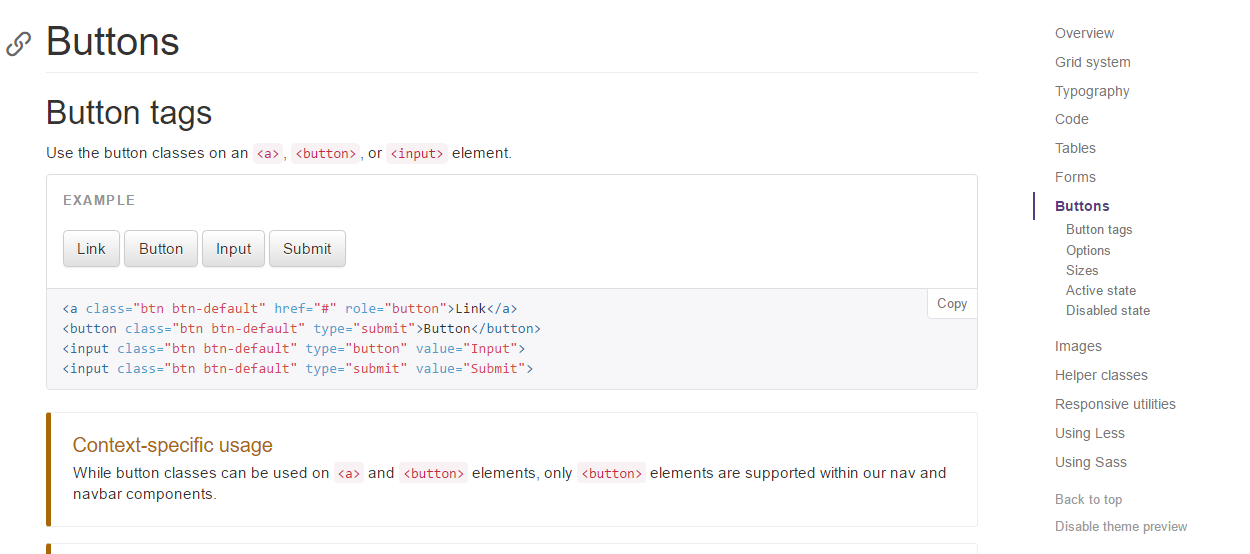 Buttons
Button tags
Use the button classes on an <a>, <button>, or <input> element.
EXAMPLE
Link Button Input Submit
Copy
<a class="btn btn-default" href="#" role="button">Link</a>
<button class="btn btn-default" type="submit">Button</button>
<input class="btn btn-default" type="button" value="Input">
<input class="btn btn-default" type="submit" value="Submit">
Context-specific usage
While button classes can be used on <a> and <button> elements, only <button> elements are supported within our nav and
navbar components.
Overview
Grid system
Typography
Code
Tables
Forms
Buttons
Button tags
Options
Sizes
Active state
Disabled state
Images
Helper classes
Responsive utilities
Using Less
Using Sass
Back to top
Disable theme preview